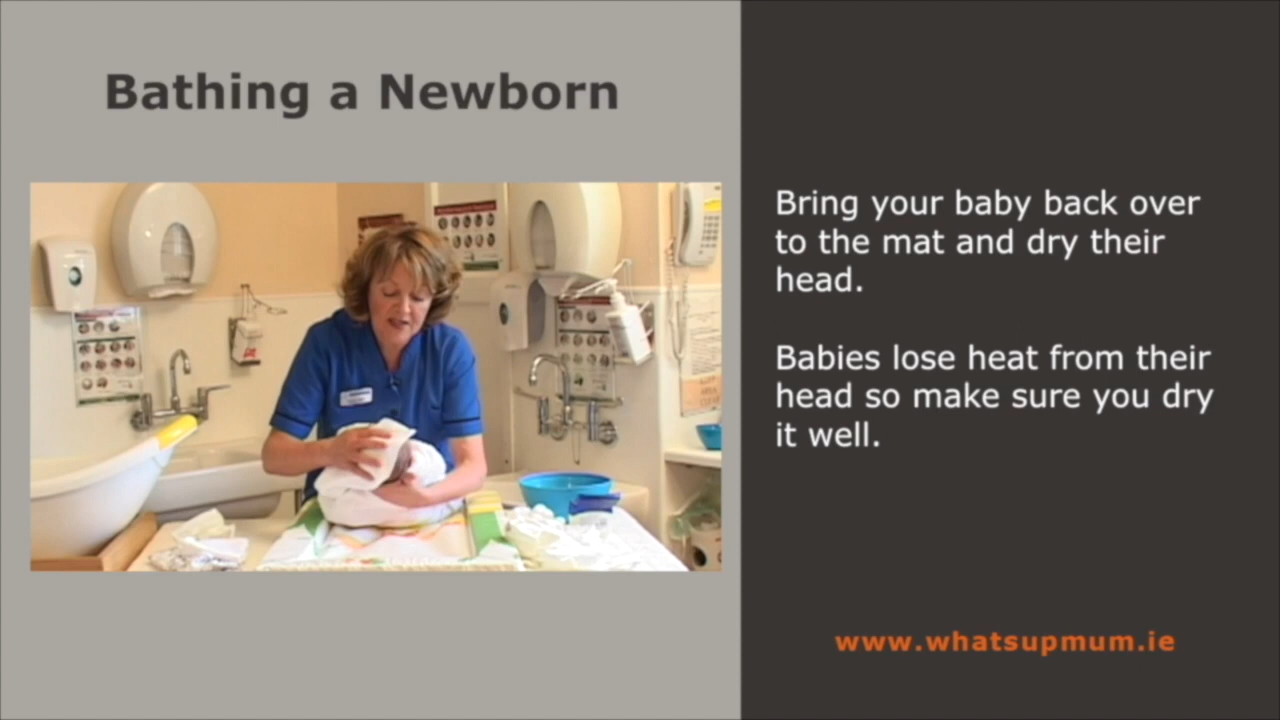 Bathing a Newborn
Bring your baby back over
to the mat and dry their
head.
Babies lose heat from their
head so make sure you dry
it well.
www.whatsupmum.ie